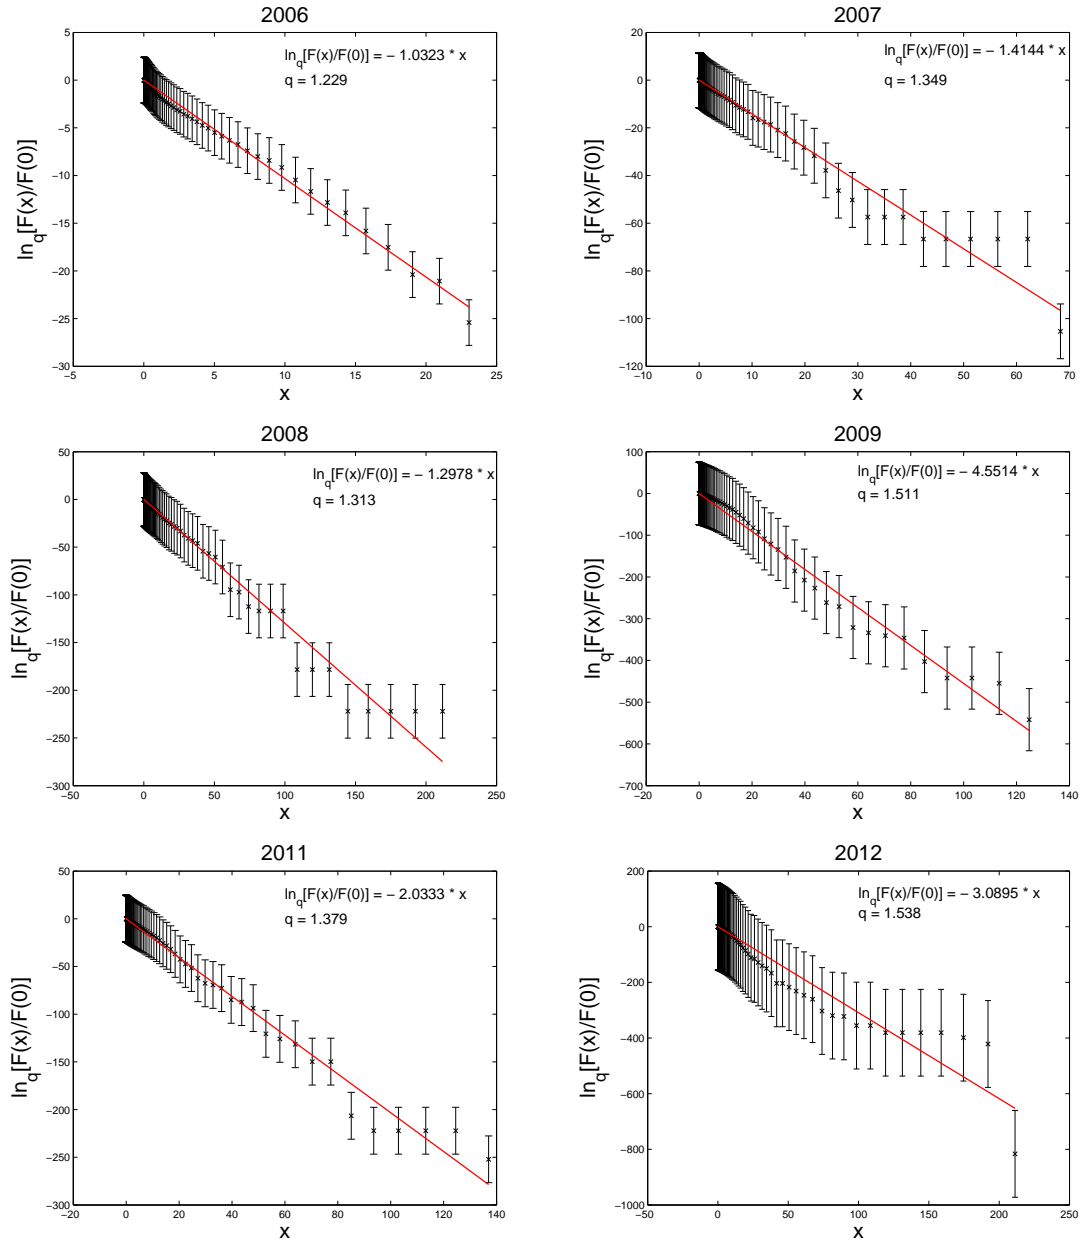 2006
ln_q[F(x)/F(0)] = − 1.0323 * x
q = 1.229
ln_q[F(x)/F(0)]
5
0
−5
−10
−15
−20
−25
−30
−5 0 5 10 15 20 25
x
2007
ln_q[F(x)/F(0)] = − 1.4144 * x
q = 1.349
ln_q[F(x)/F(0)]
20
0
−20
−40
−60
−80
−100
−120
−10 0 10 20 30 40 50 60 70
x
2008
ln_q[F(x)/F(0)] = − 1.2978 * x
q = 1.313
ln_q[F(x)/F(0)]
50
0
−50
−100
−150
−200
−250
−300
−50 0 50 100 150 200 250
x
2009
ln_q[F(x)/F(0)] = − 4.5514 * x
q = 1.511
ln_q[F(x)/F(0)]
100
0
−100
−200
−300
−400
−500
−600
−700
−20 0 20 40 60 80 100 120 140
x
2011
ln_q[F(x)/F(0)] = − 2.0333 * x
q = 1.379
ln_q[F(x)/F(0)]
50
0
−50
−100
−150
−200
−250
−300
−20 0 20 40 60 80 100 120 140
x
2012
ln_q[F(x)/F(0)] = − 3.0895 * x
q = 1.538
ln_q[F(x)/F(0)]
200
0
−200
−400
−600
−800
−1000
−50 0 50 100 150 200 250
x